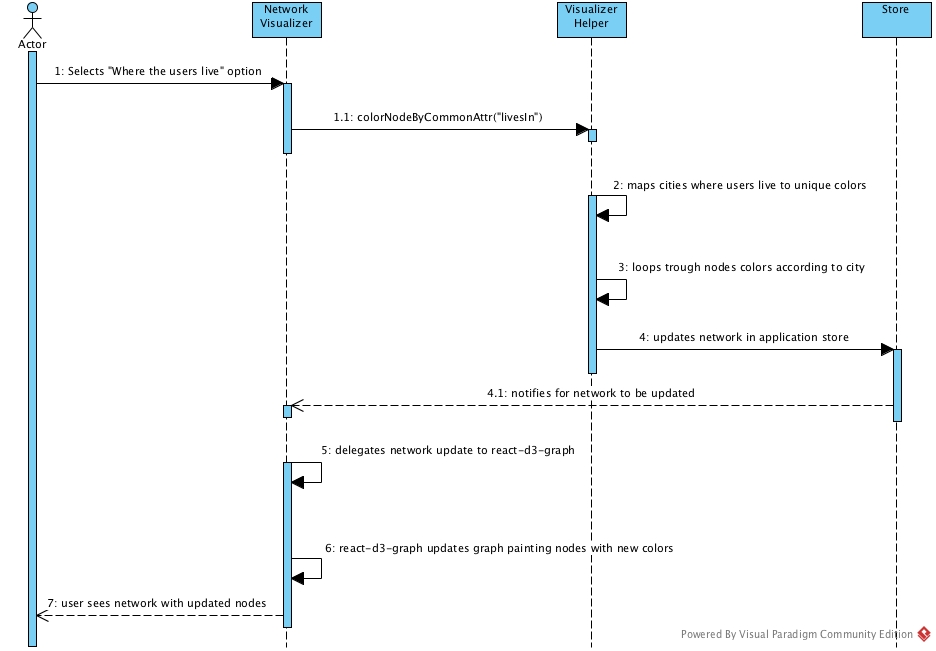 Network
Visualizer
Visualizer
Helper
Store
Actor
1: Selects "Where the users live" option
1.1: colorNodeByCommonAttr("livesIn")
2: maps cities where users live to unique colors
3: loops trough nodes colors according to city
4: updates network in application store
4.1: notifies for network to be updated
5: delegates network update to react-d3-graph
6: react-d3-graph updates graph painting nodes with new colors
7: user sees network with updated nodes
Powered By Visual Paradigm Community Edition